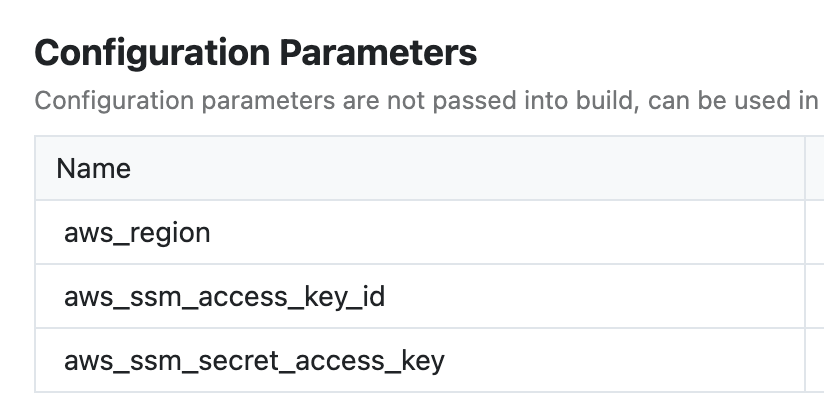 Configuration Parameters
Configuration parameters are not passed into build, can be used in
Name
aws_region
aws_ssm_access_key_id
aws_ssm_secret_access_key